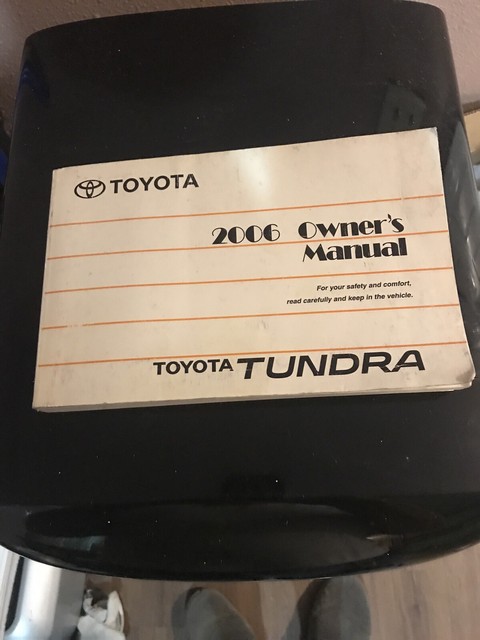 TOYOTA
2006 Owner's
Manual
For your safety and comfort,
read carefully and keep in the vehicle.
TOYOTA TUNDRA